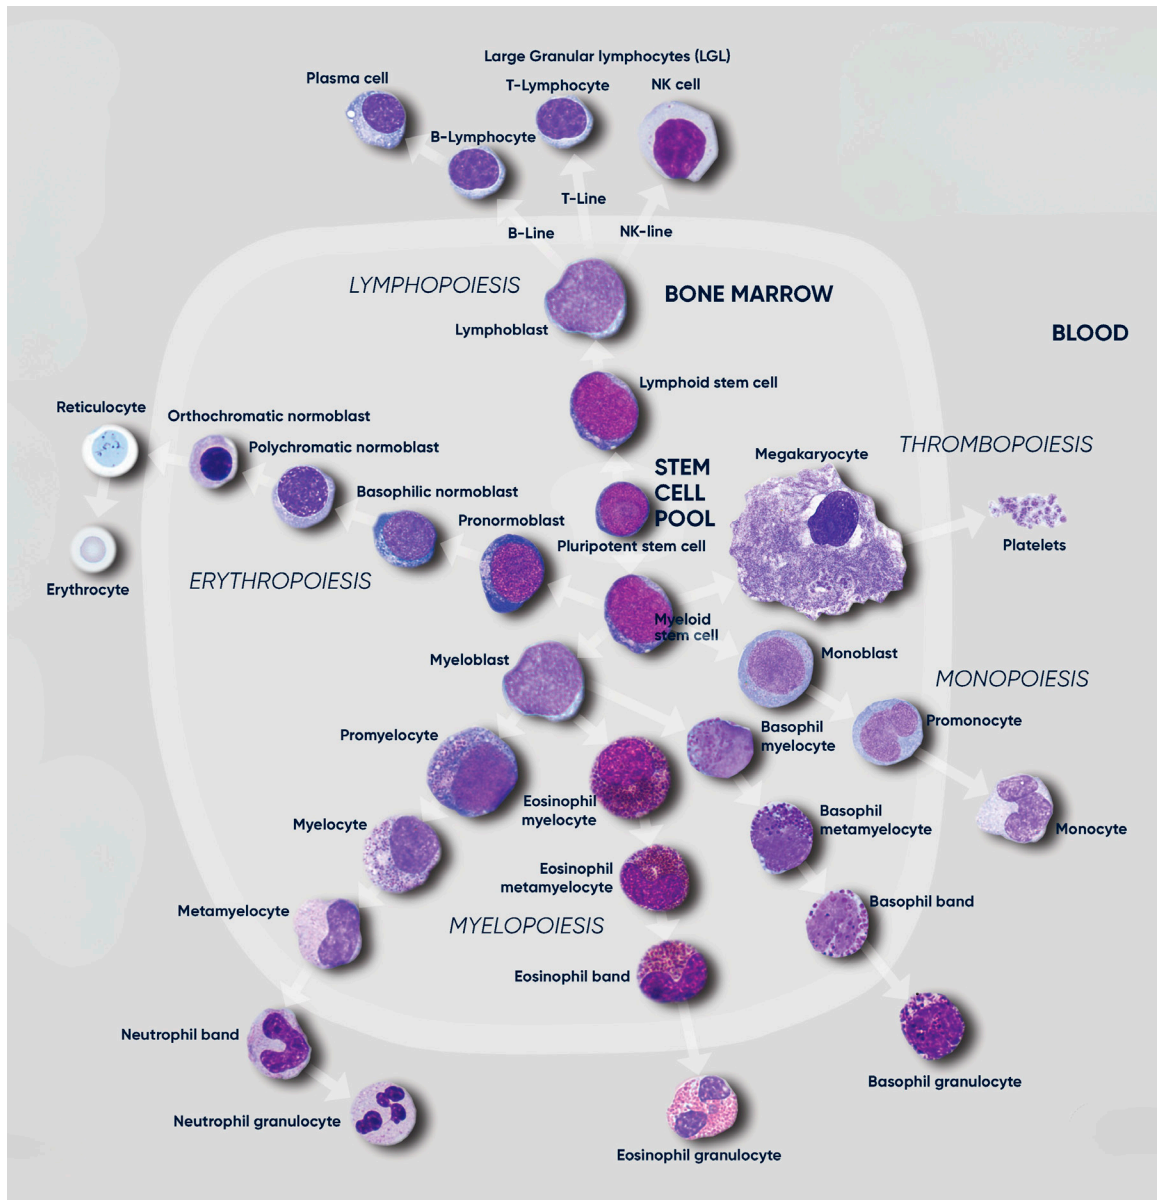 Large Granular lymphocytes (LGL)
Plasma cell
T-Lymphocyte
NK cell
B-Lymphocyte
T-Line
B-Line
NK-line
LYMPHOPOIESIS
BONE MARROW
Lymphoblast
BLOOD
Lymphoid stem cell
Reticulocyte
Orthochromatic normoblast
Polychromatic normoblast
THROMBOPOIESIS
Megakaryocyte
STEM
CELL
POOL
Basophilic normoblast
Pronormoblast
Pluripotent stem cell
Platelets
Erythrocyte
ERYTHROPOIESIS
Myeloid
stem cell
Myeloblast
Monoblast
MONOPOIESIS
Promyelocyte
Basophil
myelocyte
Promonocyte
Eosinophil
myelocyte
Myelocyte
Basophil
metamyelocyte
Monocyte
Eosinophil
metamyelocyte
Metamyelocyte
MYELOPOIESIS
Basophil band
Eosinophil band
Neutrophil band
Basophil granulocyte
Neutrophil granulocyte
Eosinophil granulocyte